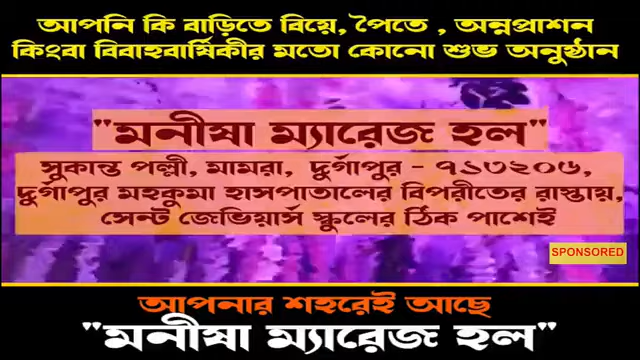 আপনি কি বাড়িতে বিয়ে, পৈতে , অন্নপ্রাশন
কিংবা বিবাহবার্ষিকীর মতো কোনো শুভ অনুষ্ঠান
"মনীষা ম্যারেজ হল"
সুকান্ত পল্লী, মামরা, দুর্গাপুর - ৭১৩২০৬,
দুর্গাপুর মহকুমা হাসপাতালের বিপরীতের রাস্তায়,
সেন্ট জেভিয়ার্স স্কুলের ঠিক পাশেই
SPONSORED
আপনার শহরেই আছে
"মনীষা ম্যারেজ হল"